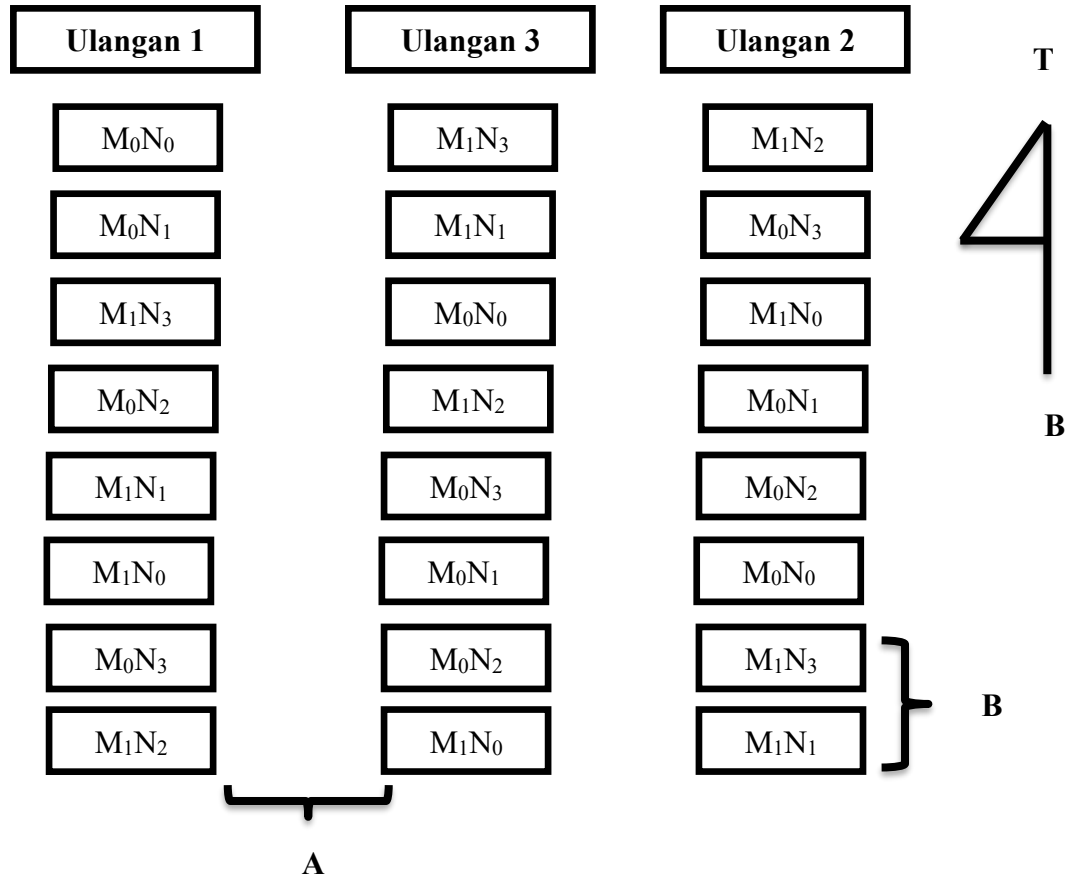 Ulangan 1 Ulangan 3 Ulangan 2
T
M₀N₀ M₁N₃ M₁N₂
M₀N₁ M₁N₁ M₀N₃
M₁N₃ M₀N₀ M₁N₀
M₀N₂ M₁N₂ M₀N₁
B
M₁N₁ M₀N₃ M₀N₂
M₁N₀ M₀N₁ M₀N₀
M₀N₃ M₀N₂ M₁N₃
B
M₁N₂ M₁N₀ M₁N₁
A